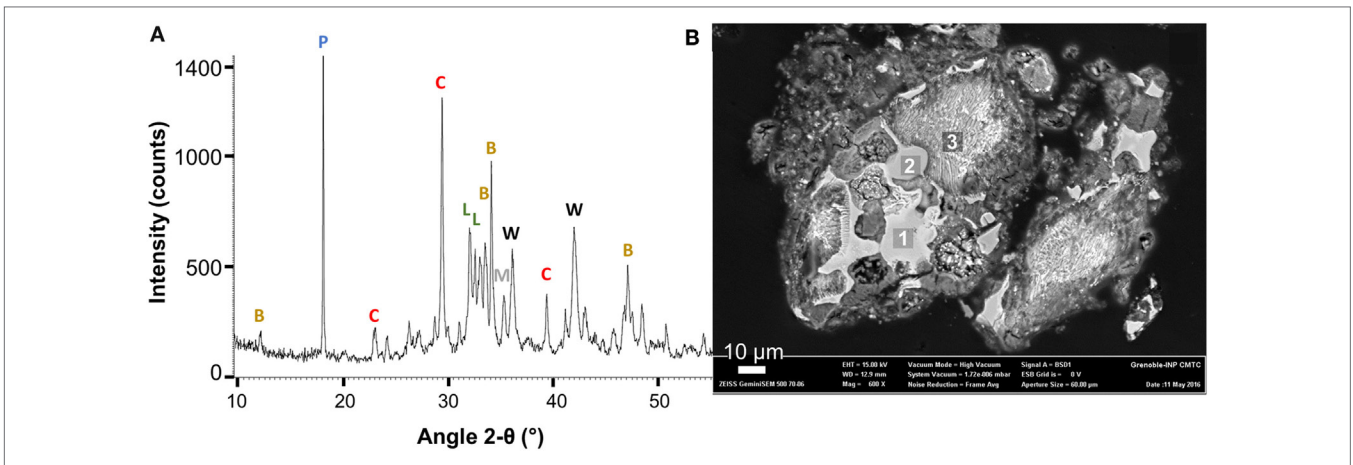 A
P
C
B
B
L
L
W
M
W
C
B
B
C
1400
1000
500
0
10
20
30
40
50
Intensity (counts)
Angle 2-θ (°)
B
3
2
1
10 µm
EHT = 15.00 kV Vacuum Mode = High Vacuum Signal A = BSD1 Grenoble-INP CMTC
WD = 12.9 mm System Vacuum = 1.72e-006 mbar ESB Grid is = 0 V
ZEISS GeminiSEM 500 70-06 Mag = 600 X Noise Reduction = Frame Avg Aperture Size = 60.00 µm Date :11 May 2016